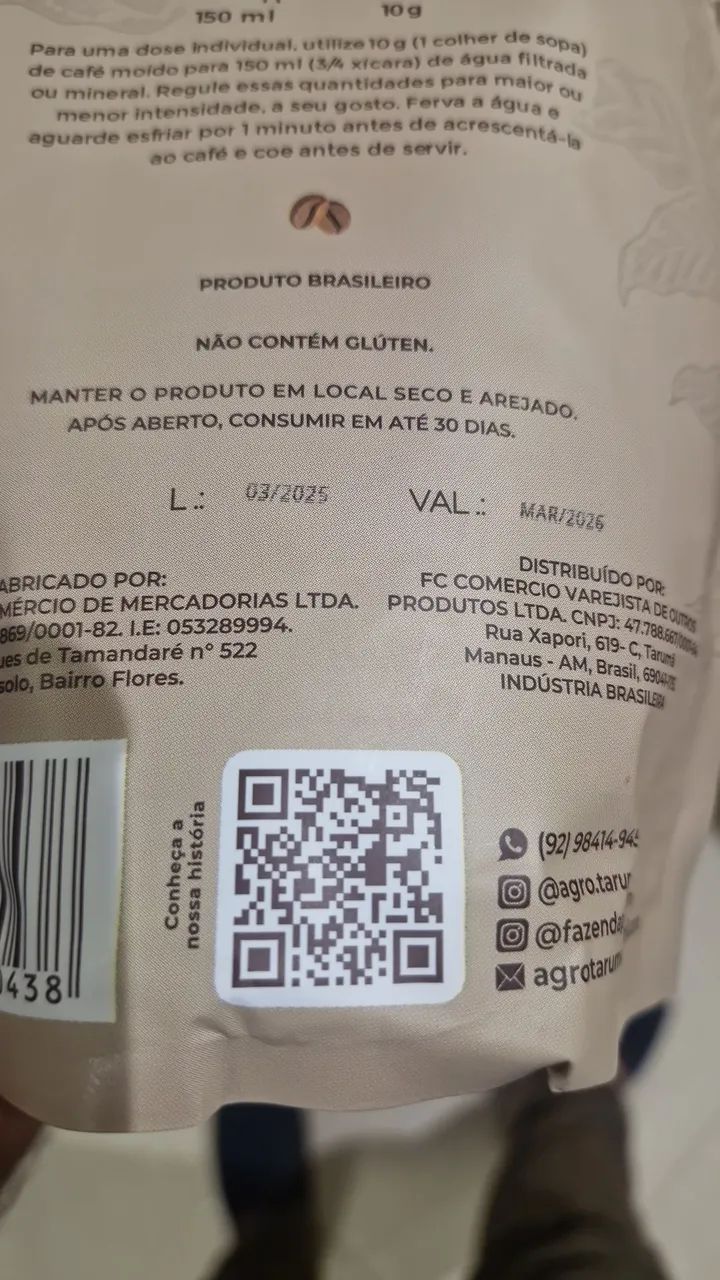 150 ml
10 g
Para uma dose individual, utilize 10 g (1 colher de sopa)
de café moído para 150 ml (3/4 xícara) de água filtrada
ou mineral. Regule essas quantidades para maior ou
menor intensidade, a seu gosto. Ferva a água e
aguarde esfriar por 1 minuto antes de acrescentá-la
ao café e coe antes de servir.
PRODUTO BRASILEIRO
NÃO CONTÉM GLÚTEN.
MANTER O PRODUTO EM LOCAL SECO E AREJADO.
APÓS ABERTO, CONSUMIR EM ATÉ 30 DIAS.
L.: 03/2025
VAL.: MAR/2026
ABRICADO POR:
MÉRCIO DE MERCADORIAS LTDA.
869/0001-82. I.E: 053289994.
ues de Tamandaré nº 522
solo, Bairro Flores.
DISTRIBUÍDO POR:
FC COMERCIO VAREJISTA DE OUTROS
PRODUTOS LTDA. CNPJ:
Rua Xapori, 619- C, Tarumã
Manaus - AM, Brasil,
INDÚSTRIA BRASILEIRA
0438
Conheça a
nossa história
(92) 98414-945
@agro.tarum
@fazenda
agrotarum